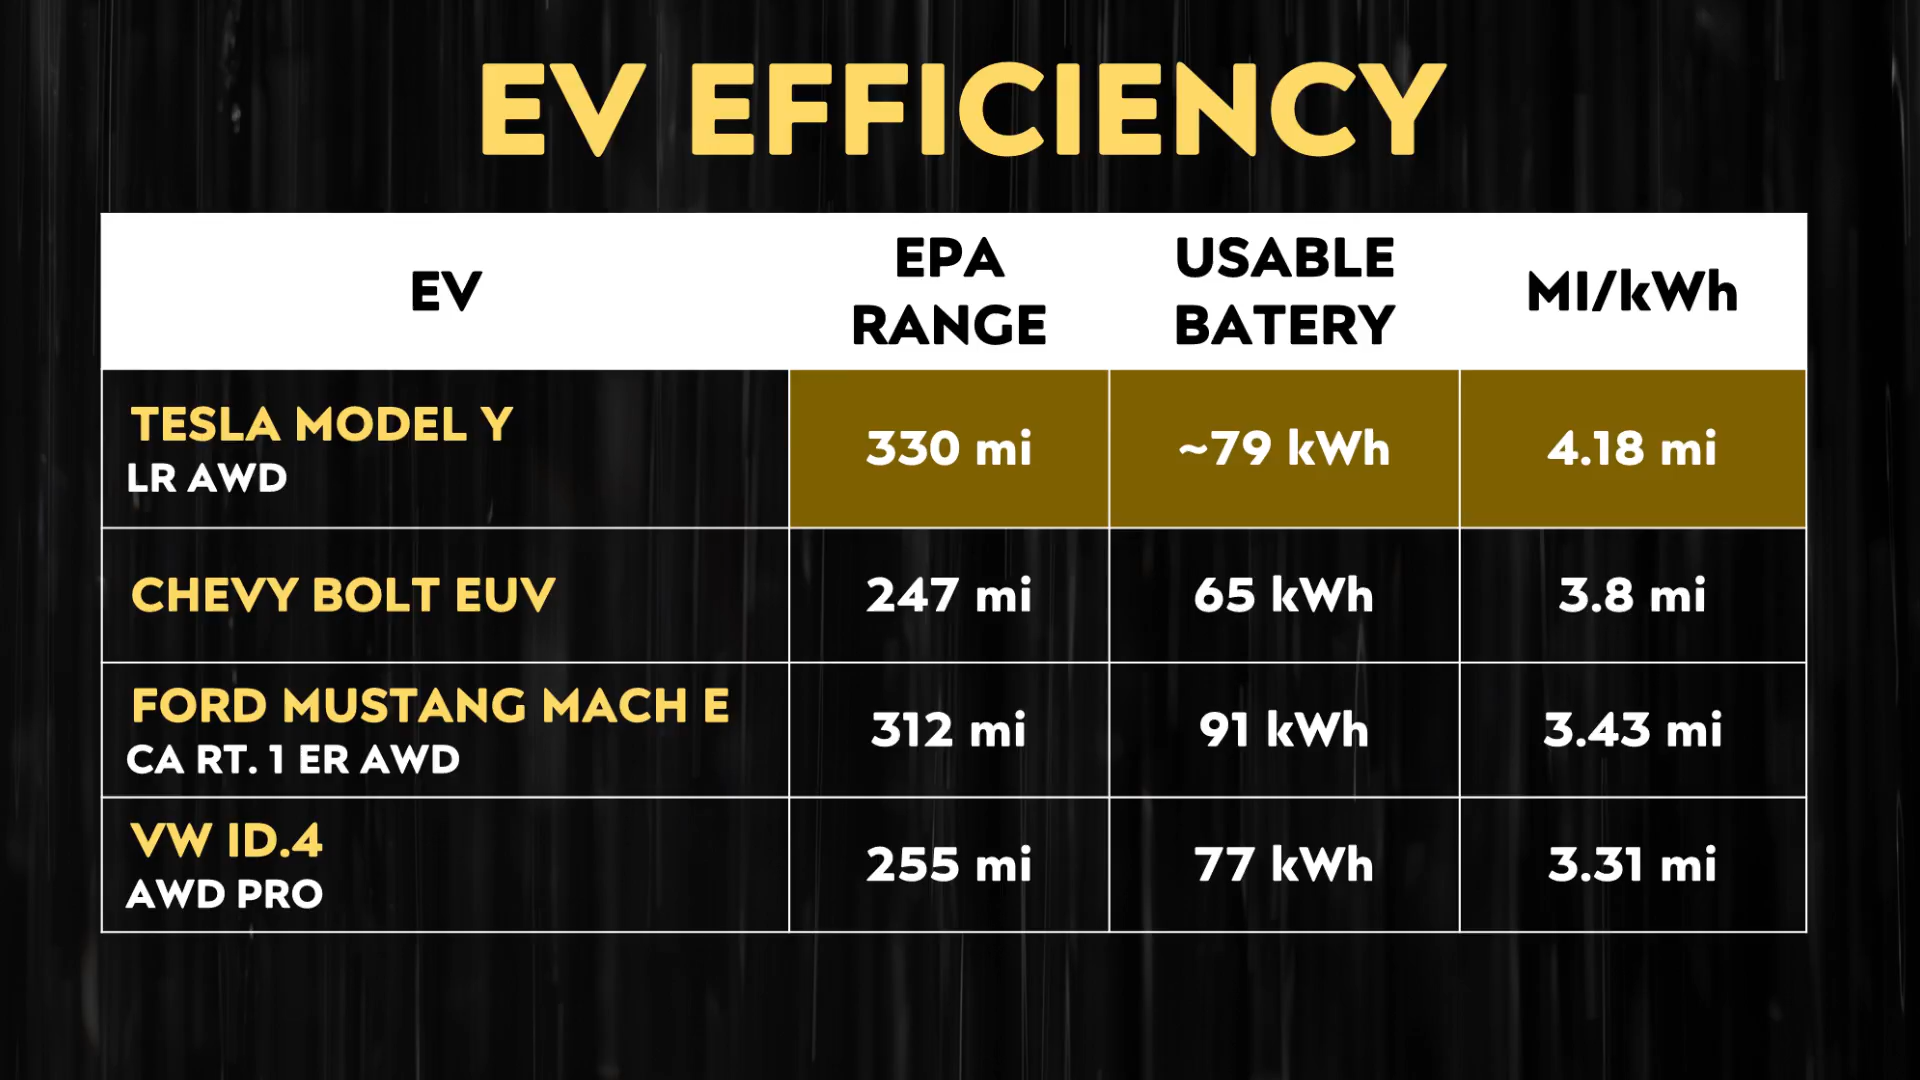 EV EFFICIENCY
EV
EPA
RANGE
USABLE
BATERY
MI/kWh
TESLA MODEL Y
LR AWD
330 mi
~79 kWh
4.18 mi
CHEVY BOLT EUV
247 mi
65 kWh
3.8 mi
FORD MUSTANG MACH E
CA RT. 1 ER AWD
312 mi
91 kWh
3.43 mi
VW ID.4
AWD PRO
255 mi
77 kWh
3.31 mi